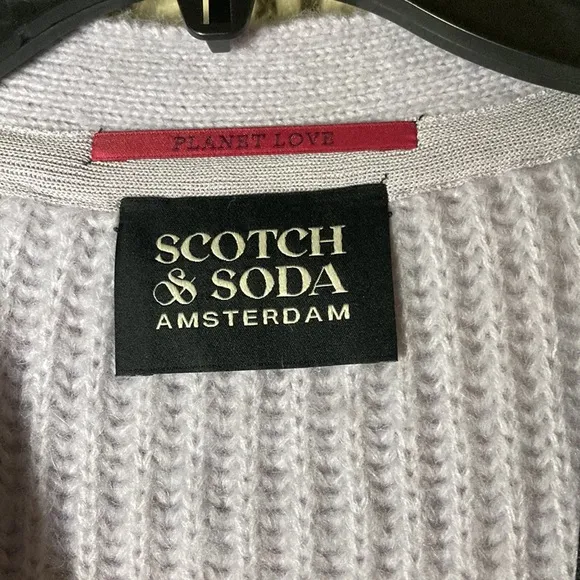 PLANET LOVE
SCOTCH
& SODA
AMSTERDAM